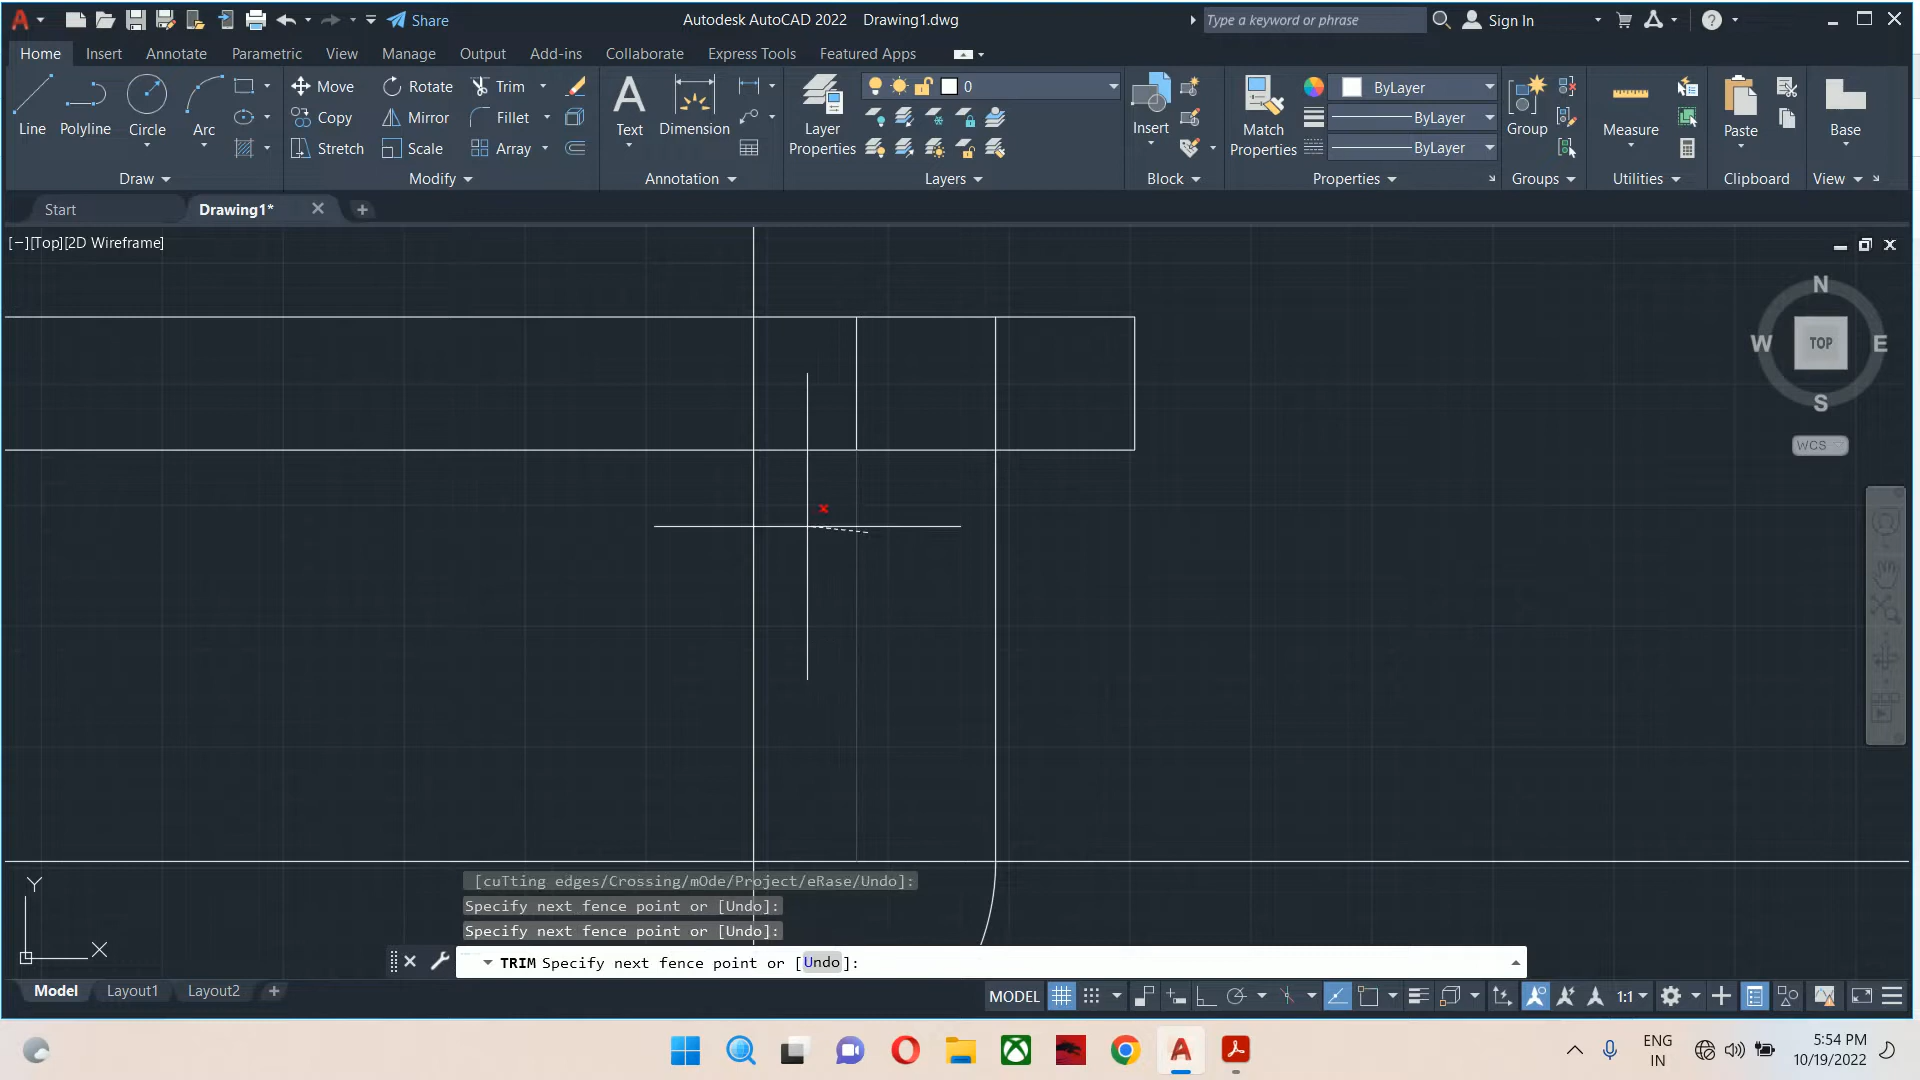 Share
Autodesk AutoCAD 2022 Drawing1.dwg
Type a keyword or phrase
Sign In
Home Insert Annotate Parametric View Manage Output Add-ins Collaborate Express Tools Featured Apps
Line Polyline Circle Arc
Move Rotate Trim
Copy Mirror Fillet
Stretch Scale Array
Text Dimension
Layer Properties
0
Insert
Match Properties
ByLayer
ByLayer
ByLayer
Group
Measure
Paste
Base
Draw Modify Annotation Layers Block Properties Groups Utilities Clipboard View
Start Drawing1*
[−][Top][2D Wireframe]
N
W TOP E
S
WCS
Y
X
[cuTting edges/Crossing/mOde/Project/eRase/Undo]:
Specify next fence point or [Undo]:
Specify next fence point or [Undo]:
TRIM Specify next fence point or [Undo]:
Model Layout1 Layout2
MODEL 1:1
ENG
IN
5:54 PM
10/19/2022